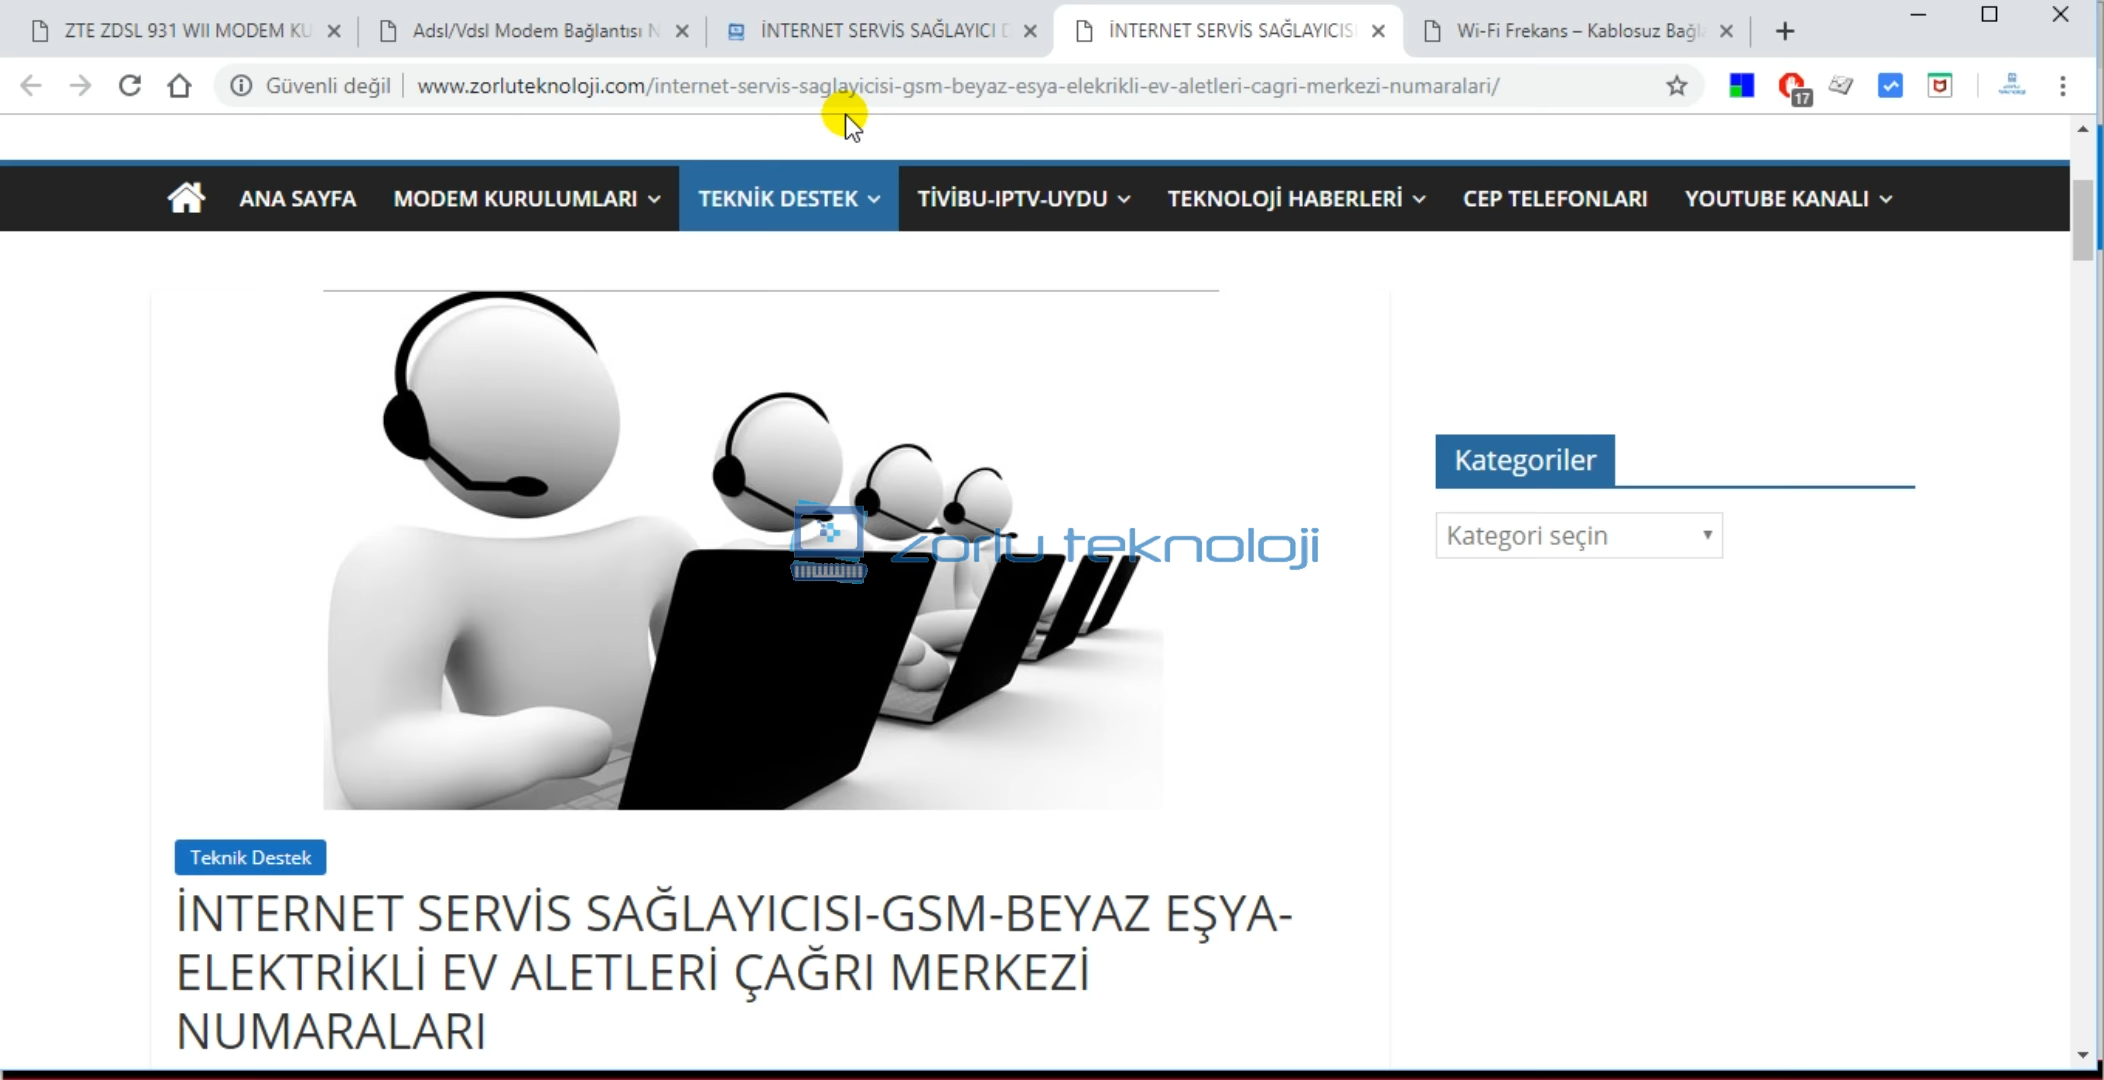 ZTE ZDSL 931 WII MODEM KU
Adsl/Vdsl Modem Bağlantısı N
İNTERNET SERVİS SAĞLAYICI D
İNTERNET SERVİS SAĞLAYICIS
Wi-Fi Frekans – Kablosuz Bağl
Güvenli değil
www.zorluteknoloji.com/internet-servis-saglayicisi-gsm-beyaz-esya-elekrikli-ev-aletleri-cagri-merkezi-numaralari/
17
ANA SAYFA
MODEM KURULUMLARI
TEKNİK DESTEK
TİVİBU-IPTV-UYDU
TEKNOLOJİ HABERLERİ
CEP TELEFONLARI
YOUTUBE KANALI
zorlu teknoloji
Kategoriler
Kategori seçin
Teknik Destek
İNTERNET SERVİS SAĞLAYICISI-GSM-BEYAZ EŞYA-
ELEKTRİKLİ EV ALETLERİ ÇAĞRI MERKEZİ
NUMARALARI